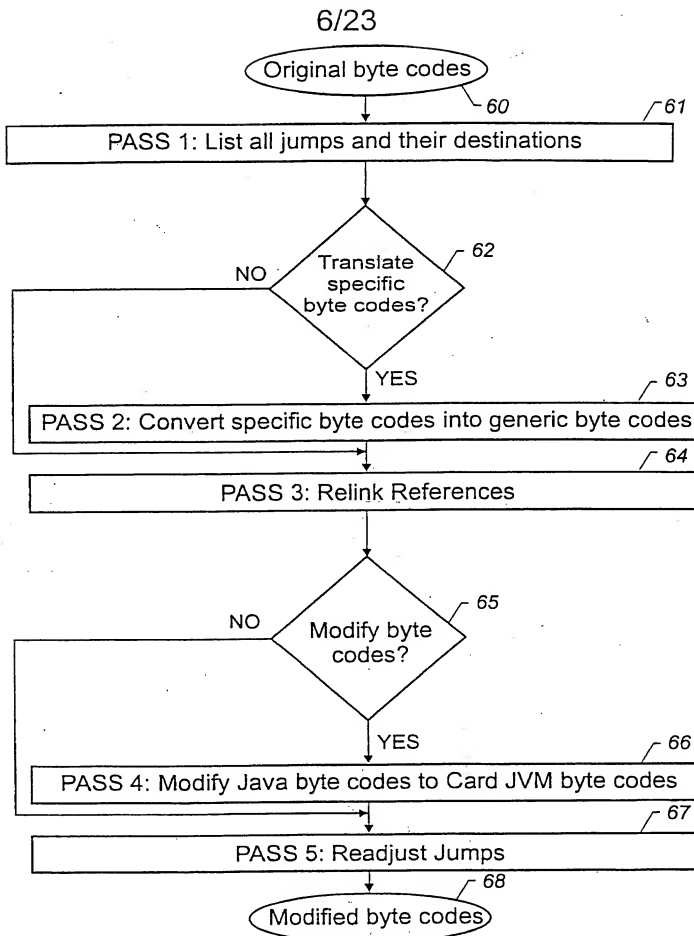 6/23
Original byte codes
60
61
PASS 1: List all jumps and their destinations
62
Translate
specific
byte codes?
NO
YES
63
PASS 2: Convert specific byte codes into generic byte codes
64
PASS 3: Relink References
65
NO
Modify byte
codes?
YES
66
PASS 4: Modify Java byte codes to Card JVM byte codes
67
PASS 5: Readjust Jumps
68
Modified byte codes